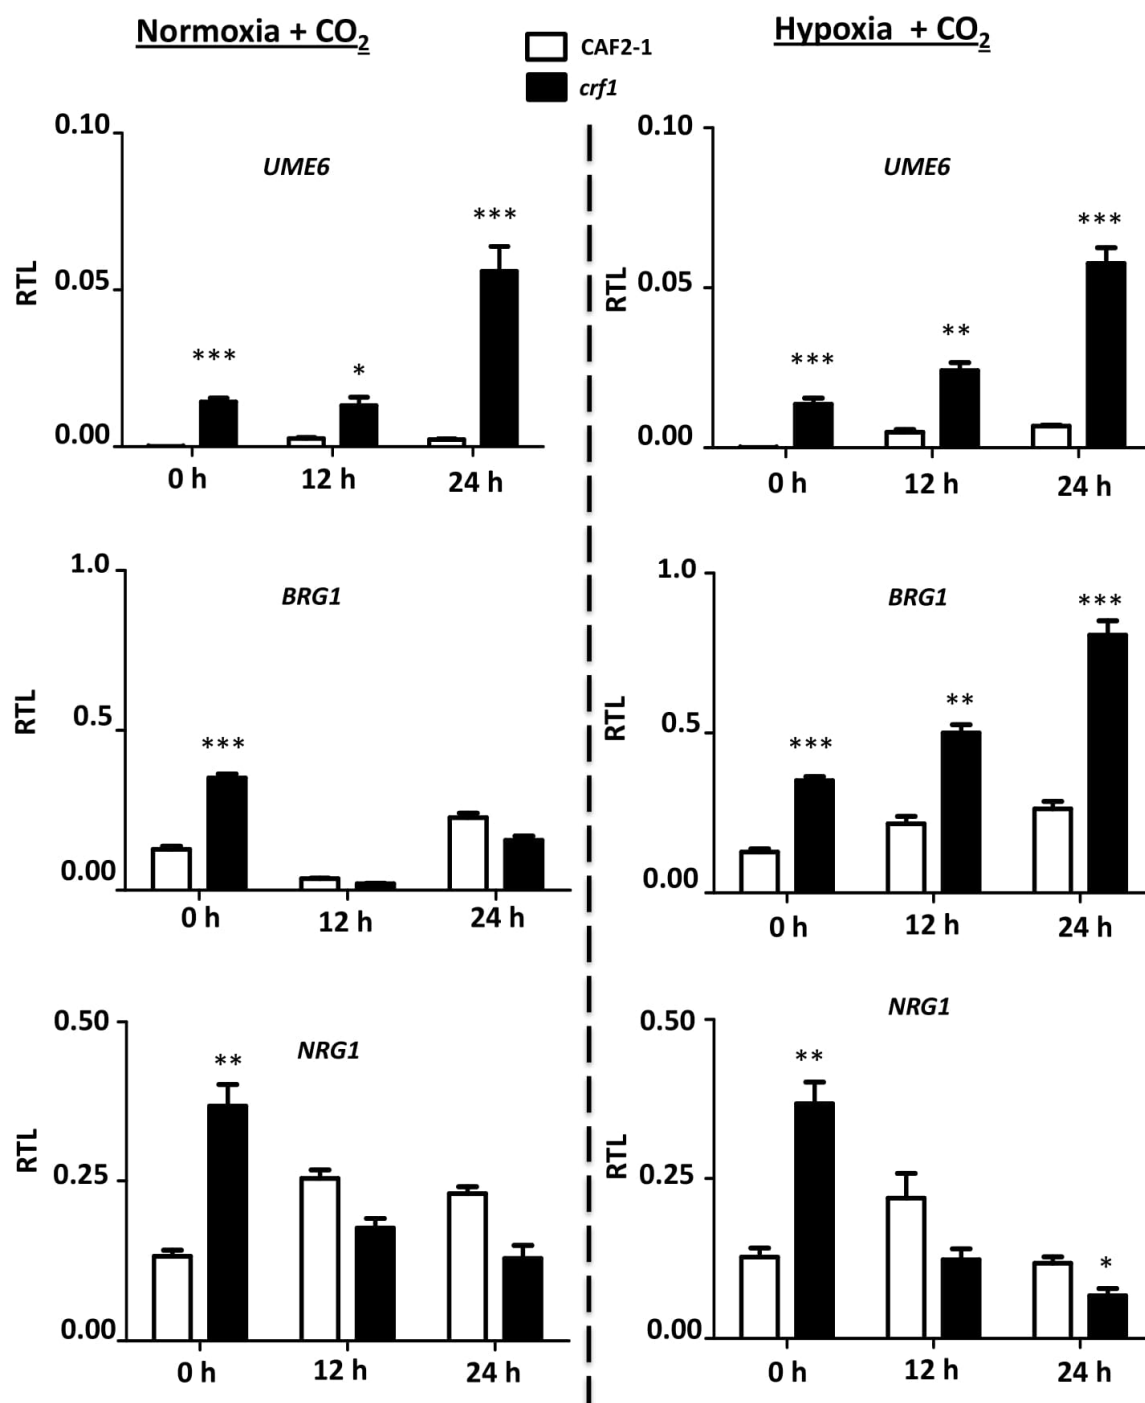 Normoxia + CO2
Hypoxia + CO2
CAF2-1
crf1
UME6
RTL
0.10
0.05
0.00
***
*
***
0 h
12 h
24 h
UME6
RTL
0.10
0.05
0.00
***
**
***
0 h
12 h
24 h
BRG1
RTL
1.0
0.5
0.00
***
0 h
12 h
24 h
BRG1
RTL
1.0
0.5
0.00
***
**
***
0 h
12 h
24 h
NRG1
RTL
0.50
0.25
0.00
**
0 h
12 h
24 h
NRG1
RTL
0.50
0.25
0.00
**
*
0 h
12 h
24 h